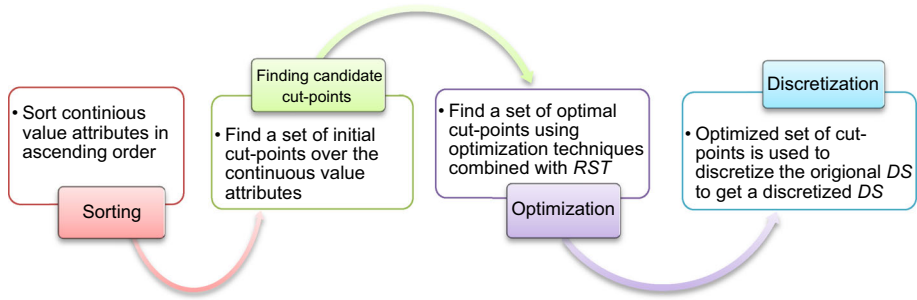 • Sort continious
value attributes in
ascending order
Sorting
Finding candidate
cut-points
• Find a set of initial
cut-points over the
continuous value
attributes
• Find a set of optimal
cut-points using
optimization techniques
combined with RST
Optimization
Discretization
• Optimized set of cut-
points is used to
discretize the origional DS
to get a discretized DS